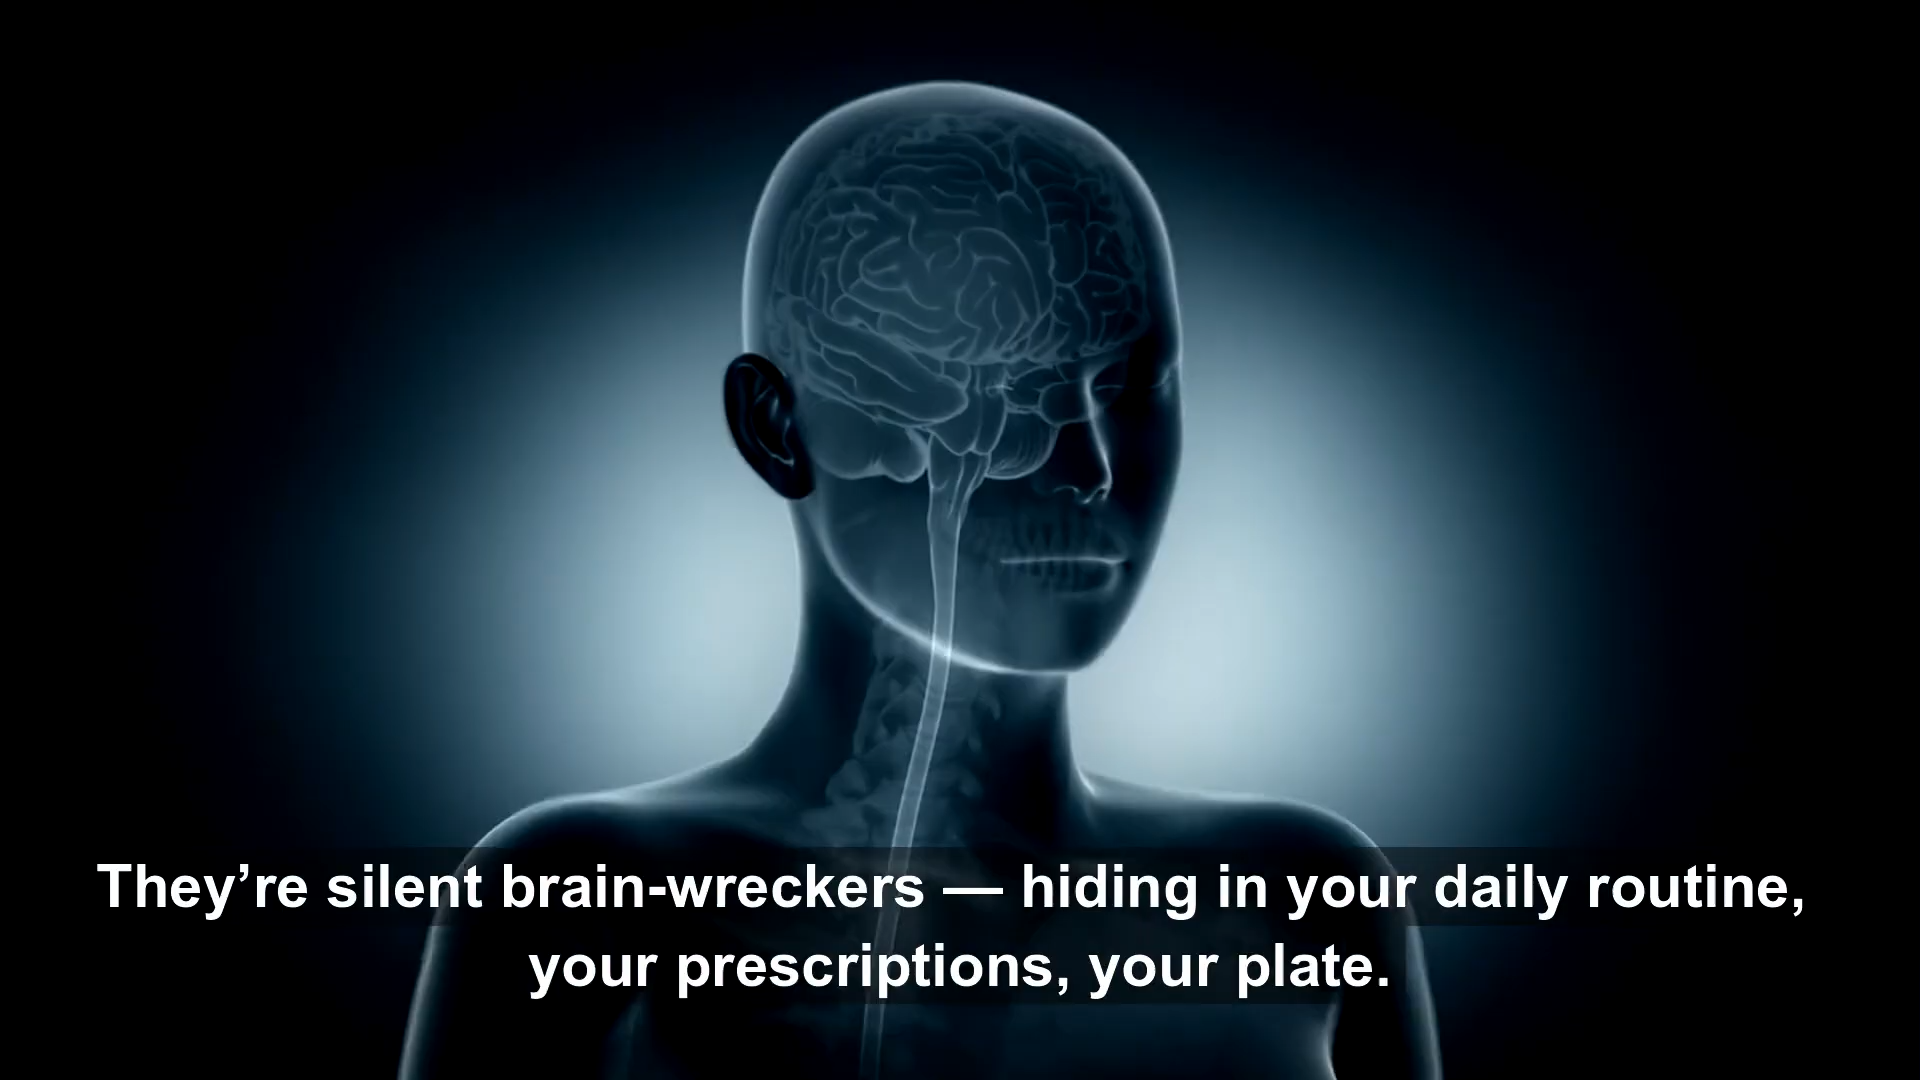 They’re silent brain-wreckers — hiding in your daily routine,
your prescriptions, your plate.